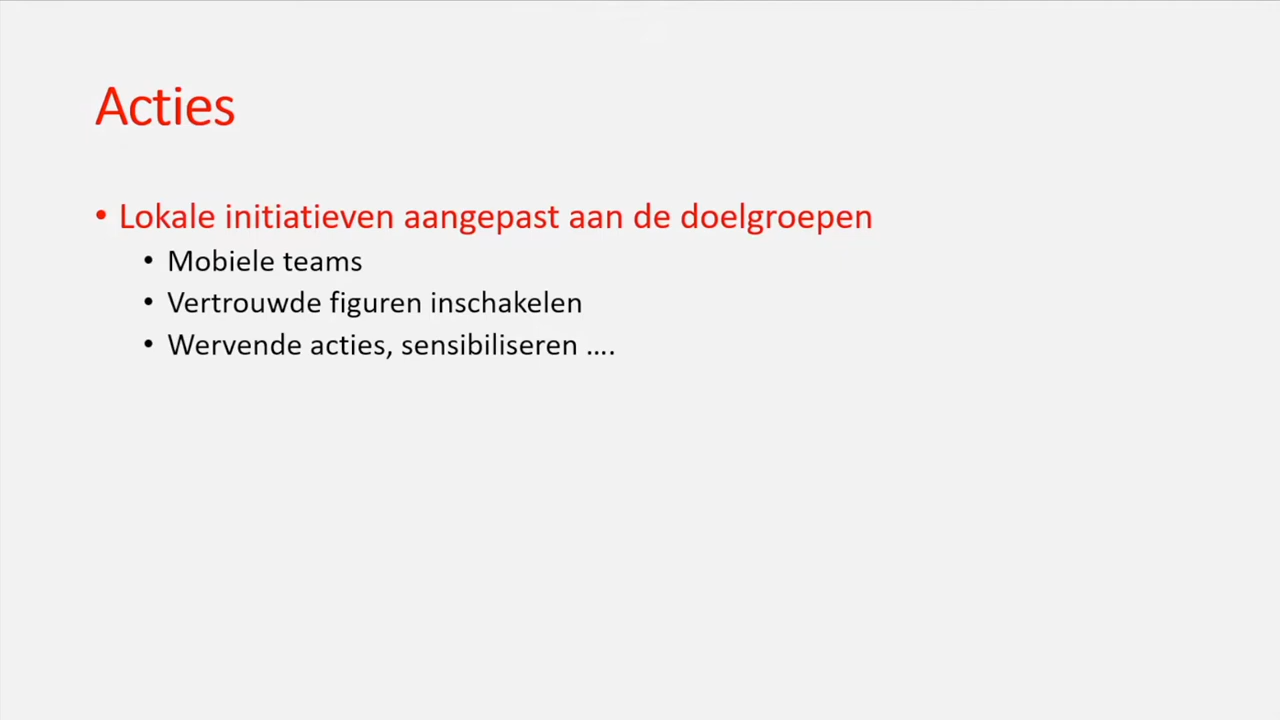 Acties
• Lokale initiatieven aangepast aan de doelgroepen
• Mobiele teams
• Vertrouwde figuren inschakelen
• Wervende acties, sensibiliseren ....